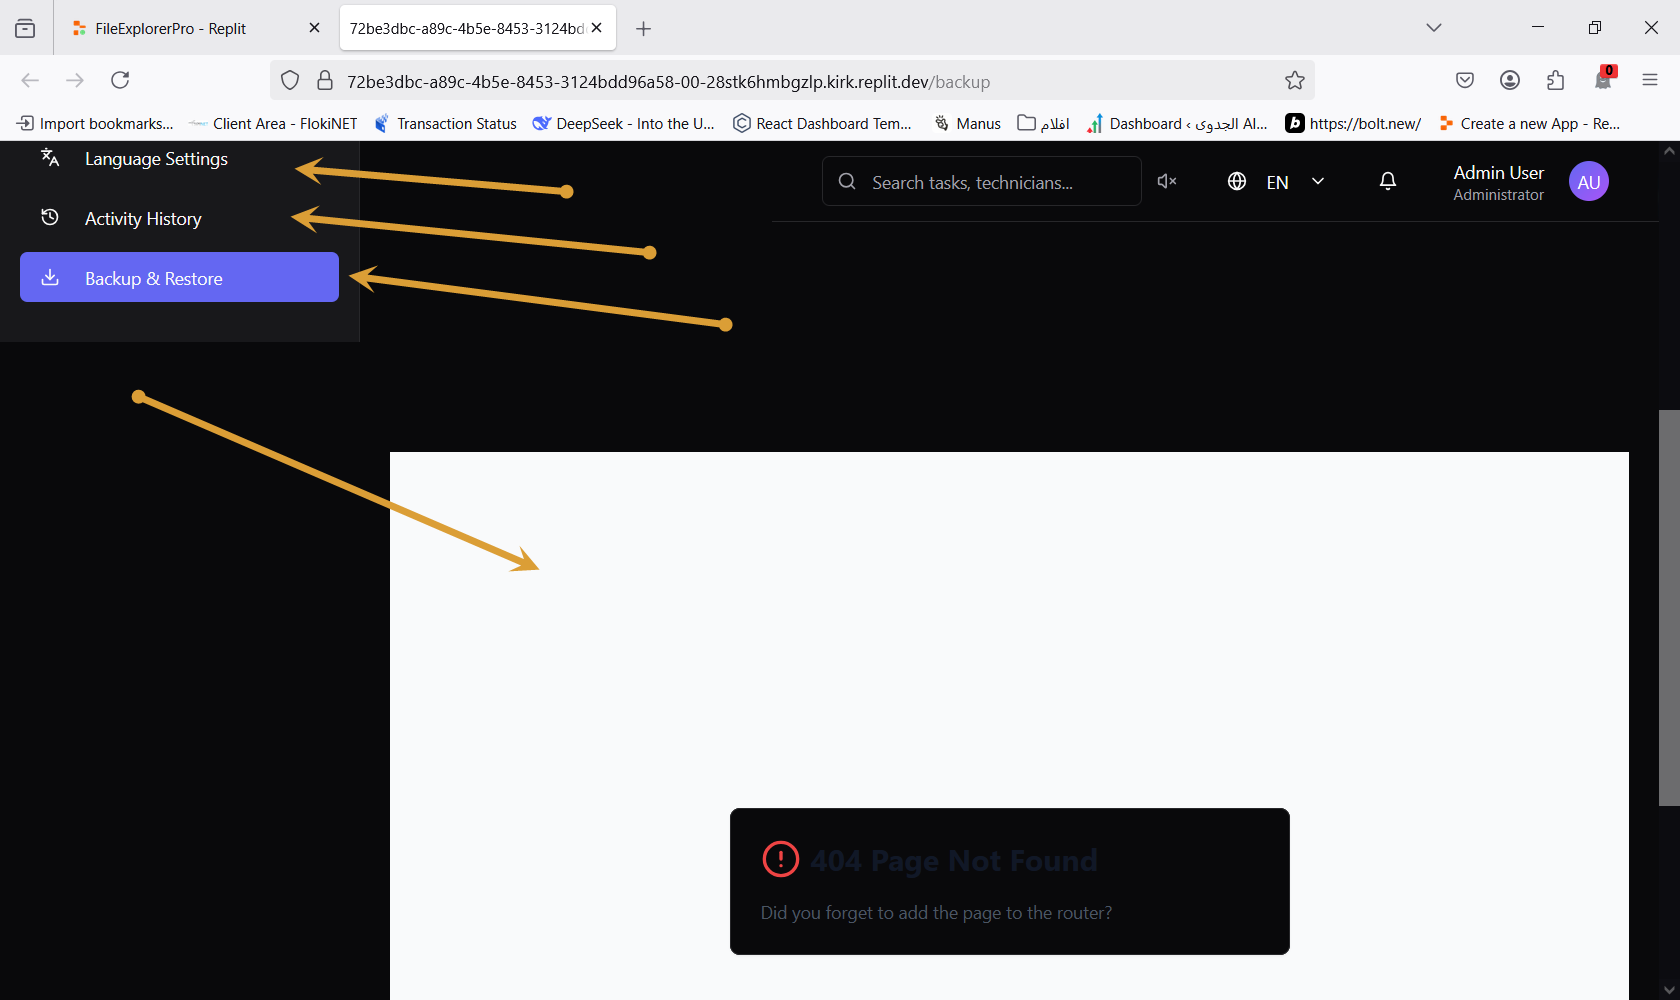 FileExplorerPro - Replit
72be3dbc-a89c-4b5e-8453-3124bd
72be3dbc-a89c-4b5e-8453-3124bdd96a58-00-28stk6hmbgzlp.kirk.replit.dev/backup
0
Import bookmarks...
Client Area - FlokiNET
Transaction Status
DeepSeek - Into the U...
React Dashboard Tem...
Manus
افلام
Dashboard ‹ الجدوى Al...
https://bolt.new/
Create a new App - Re...
Language Settings
Activity History
Backup & Restore
Search tasks, technicians...
EN
Admin User
Administrator
AU
404 Page Not Found
Did you forget to add the page to the router?